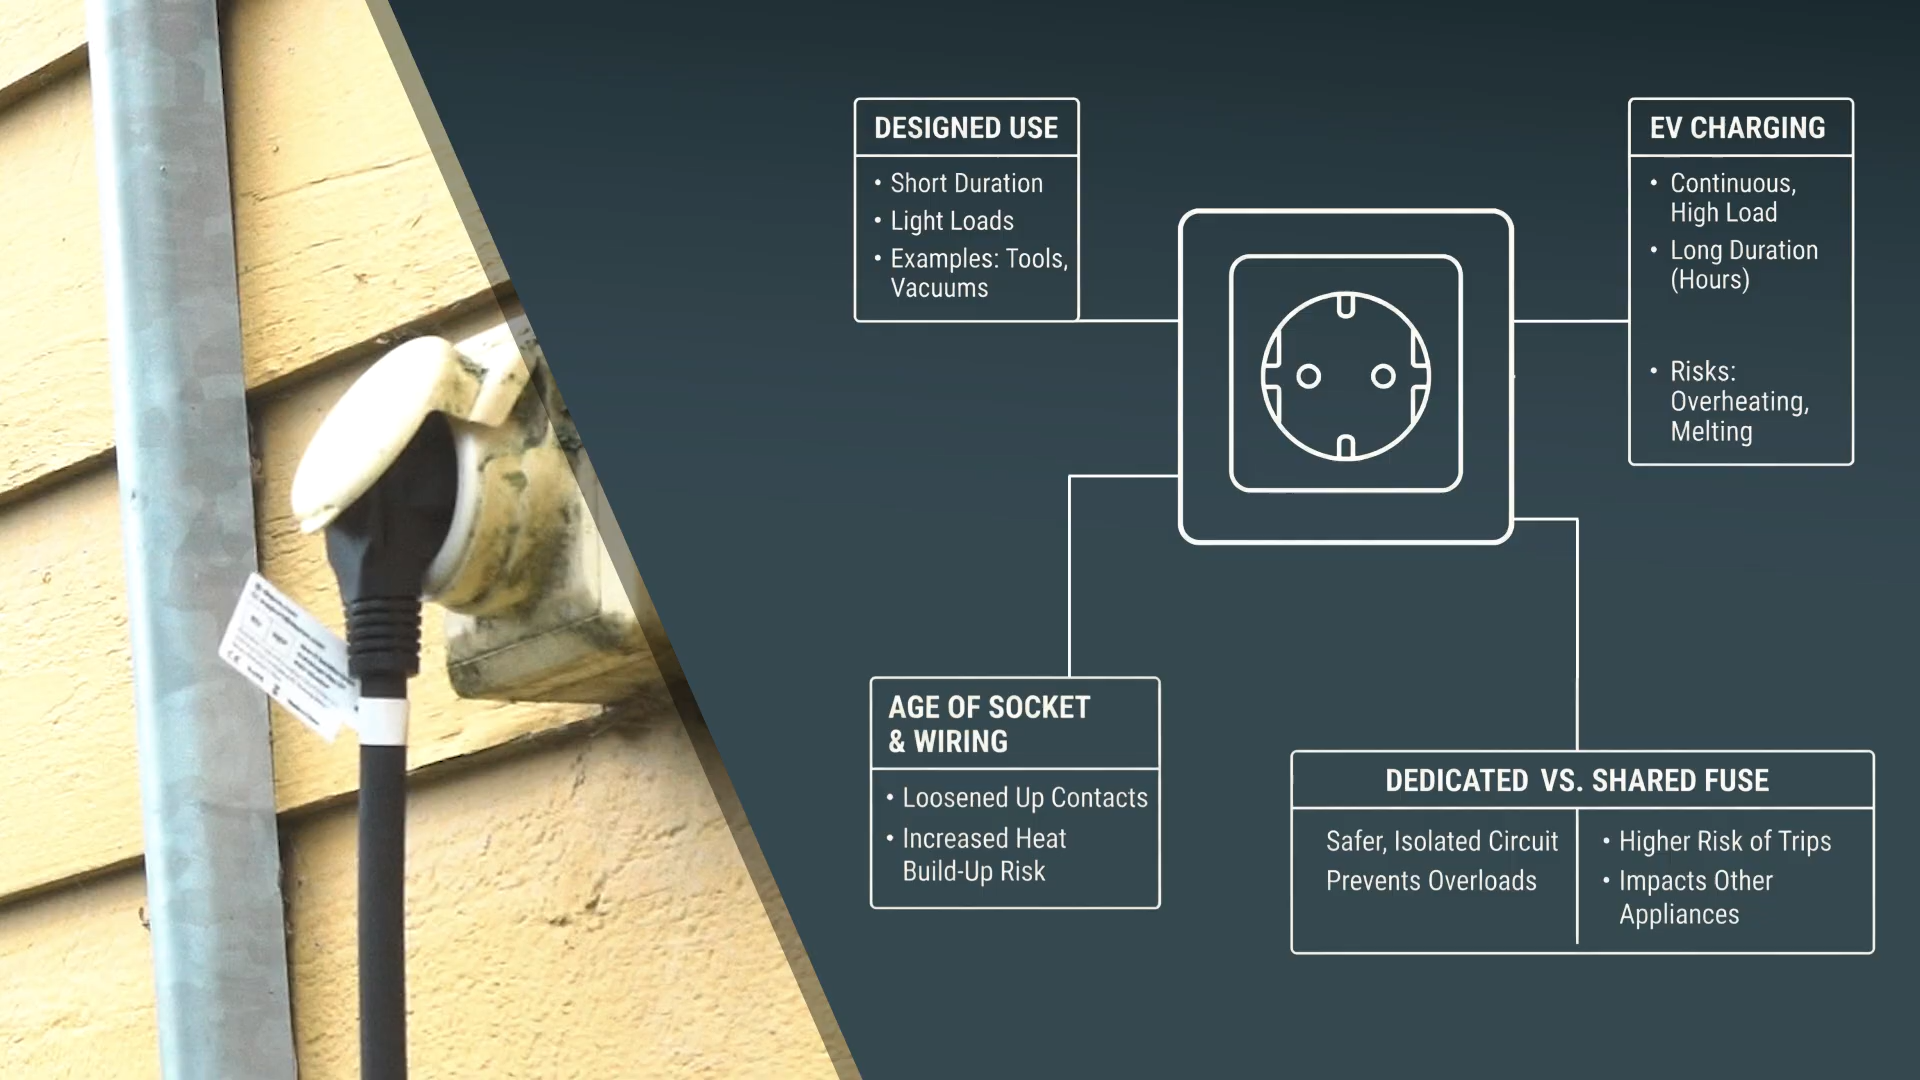 DESIGNED USE
• Short Duration
• Light Loads
• Examples: Tools,
Vacuums
EV CHARGING
• Continuous,
High Load
• Long Duration
(Hours)
• Risks:
Overheating,
Melting
AGE OF SOCKET
& WIRING
• Loosened Up Contacts
• Increased Heat
Build-Up Risk
DEDICATED VS. SHARED FUSE
Safer, Isolated Circuit
Prevents Overloads
• Higher Risk of Trips
• Impacts Other
Appliances